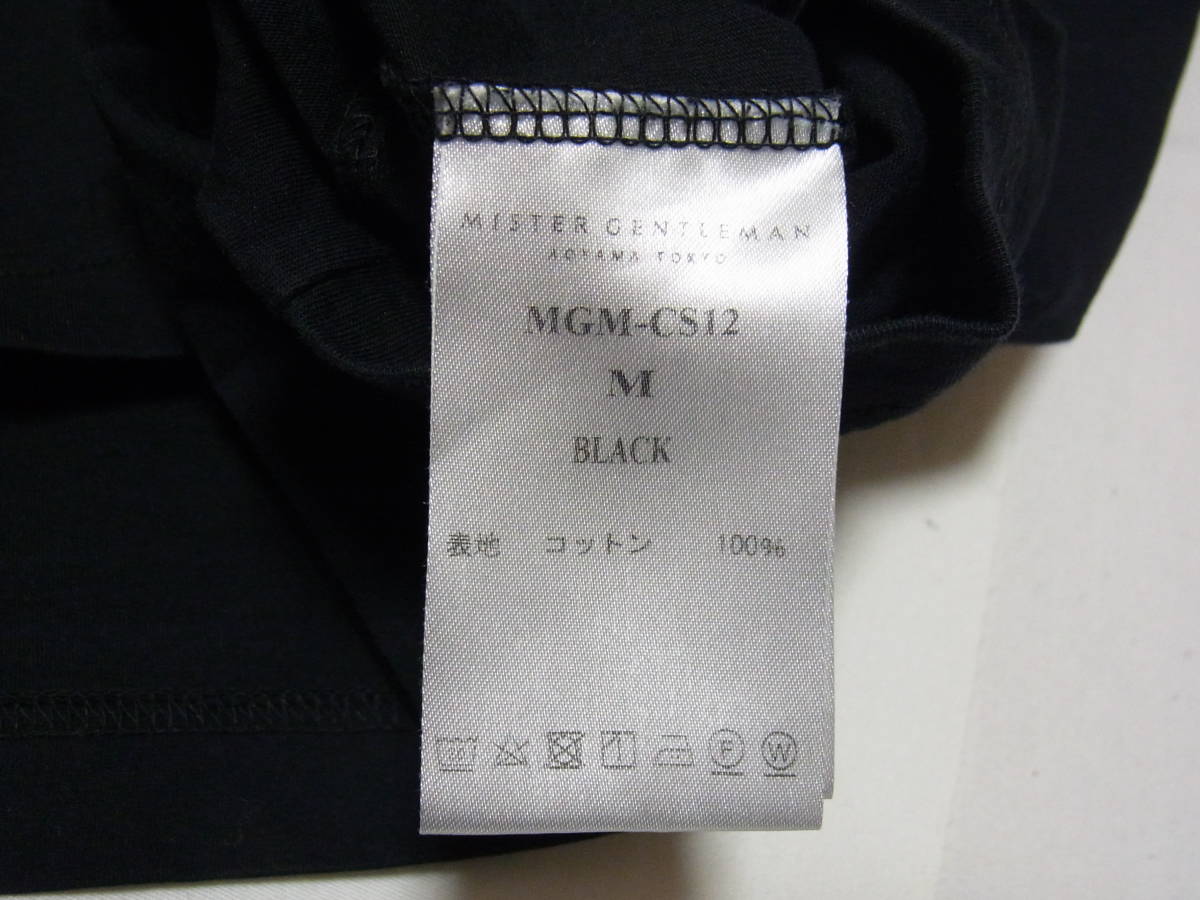 MISTER GENTLEMAN
AOYAMA TOKYO
MGM-CS12
M
BLACK
表地 コットン 100%
F W